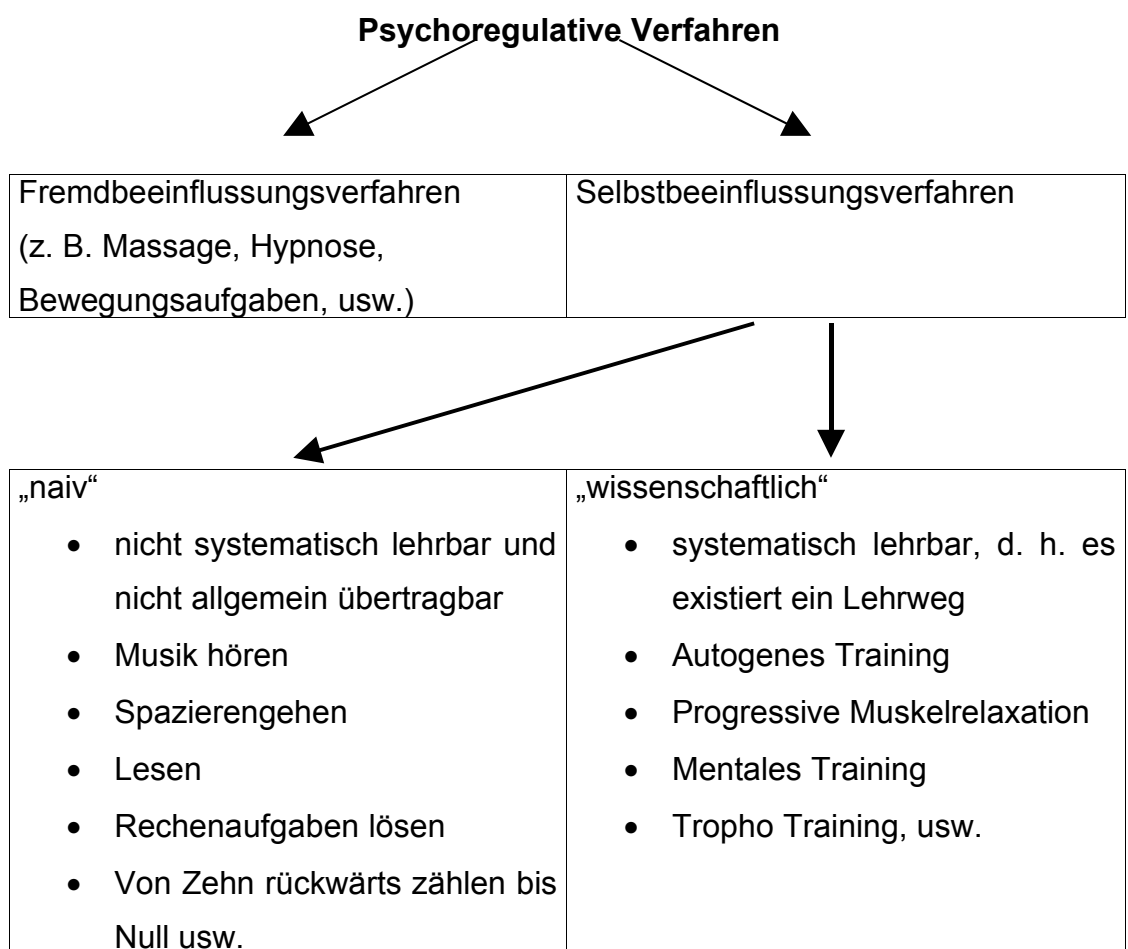 Psychoregulative Verfahren
Fremdbeeinflussungsverfahren
(z. B. Massage, Hypnose,
Bewegungsaufgaben, usw.)
Selbstbeeinflussungsverfahren
„naiv“
• nicht systematisch lehrbar und
nicht allgemein übertragbar
• Musik hören
• Spazierengehen
• Lesen
• Rechenaufgaben lösen
• Von Zehn rückwärts zählen bis
Null usw.
„wissenschaftlich“
• systematisch lehrbar, d. h. es
existiert ein Lehrweg
• Autogenes Training
• Progressive Muskelrelaxation
• Mentales Training
• Tropho Training, usw.